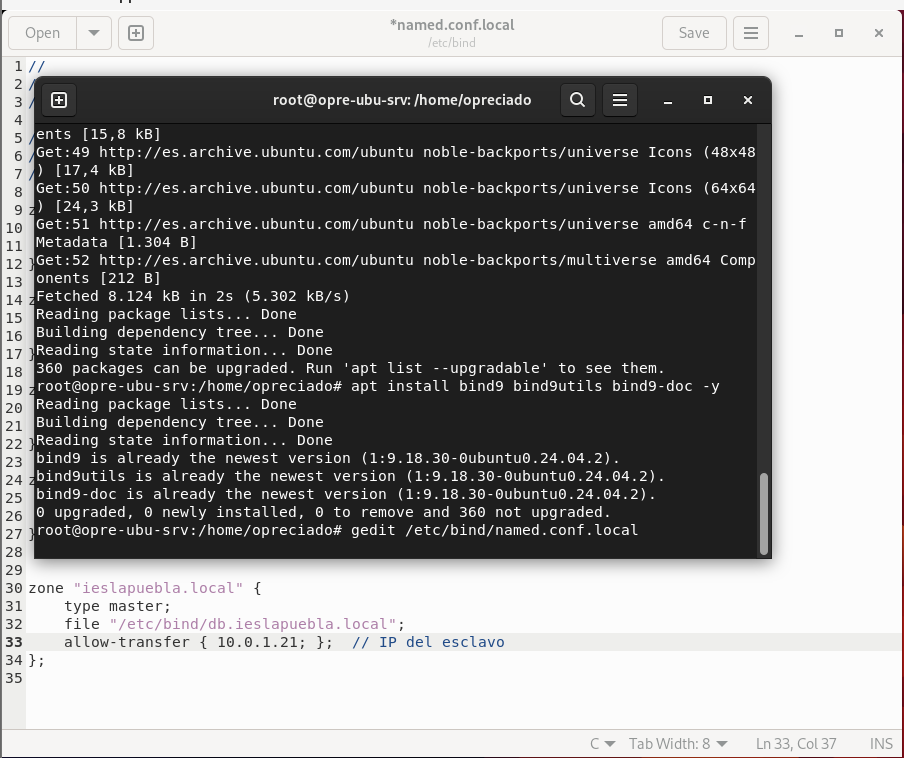 Open
*named.conf.local
/etc/bind
Save
1 //
2 /
3 /
4
5 /
6 /
7 /
8
9 z
10
11
12 }
13
14 z
15
16
17 }
18
19 z
20
21
22 }
23
24 z
25
26
27 }
28
29
30 zone "ieslapuebla.local" {
31     type master;
32     file "/etc/bind/db.ieslapuebla.local";
33     allow-transfer { 10.0.1.21; };  // IP del esclavo
34 };
35
root@opre-ubu-srv: /home/opreciado
ents [15,8 kB]
Get:49 http://es.archive.ubuntu.com/ubuntu noble-backports/universe Icons (48x48
) [17,4 kB]
Get:50 http://es.archive.ubuntu.com/ubuntu noble-backports/universe Icons (64x64
) [24,3 kB]
Get:51 http://es.archive.ubuntu.com/ubuntu noble-backports/universe amd64 c-n-f
Metadata [1.304 B]
Get:52 http://es.archive.ubuntu.com/ubuntu noble-backports/multiverse amd64 Comp
onents [212 B]
Fetched 8.124 kB in 2s (5.302 kB/s)
Reading package lists... Done
Building dependency tree... Done
Reading state information... Done
360 packages can be upgraded. Run 'apt list --upgradable' to see them.
root@opre-ubu-srv:/home/opreciado# apt install bind9 bind9utils bind9-doc -y
Reading package lists... Done
Building dependency tree... Done
Reading state information... Done
bind9 is already the newest version (1:9.18.30-0ubuntu0.24.04.2).
bind9utils is already the newest version (1:9.18.30-0ubuntu0.24.04.2).
bind9-doc is already the newest version (1:9.18.30-0ubuntu0.24.04.2).
0 upgraded, 0 newly installed, 0 to remove and 360 not upgraded.
root@opre-ubu-srv:/home/opreciado# gedit /etc/bind/named.conf.local
C
Tab Width: 8
Ln 33, Col 37
INS